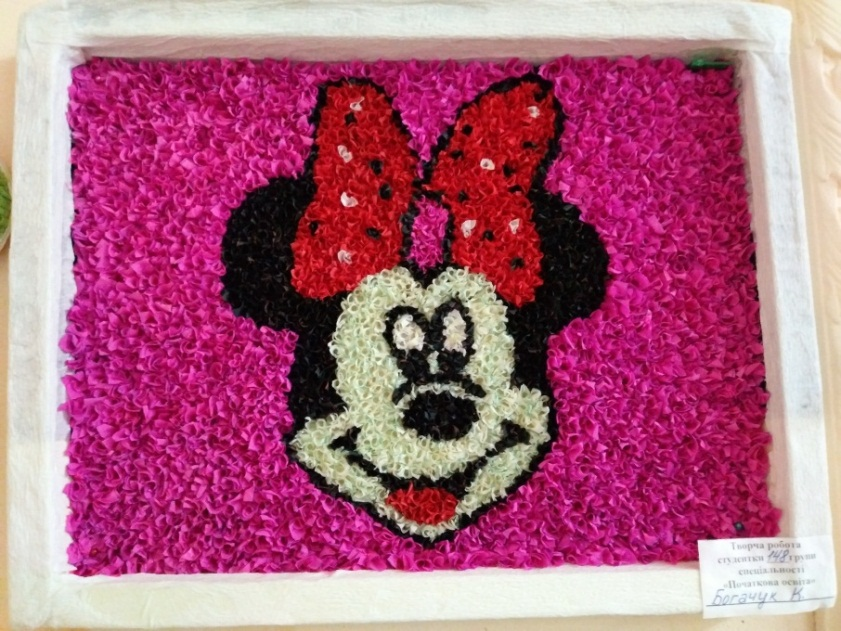 Творча робота
студентки 148 групи
спеціальності
«Початкова освіта»
Богачук К